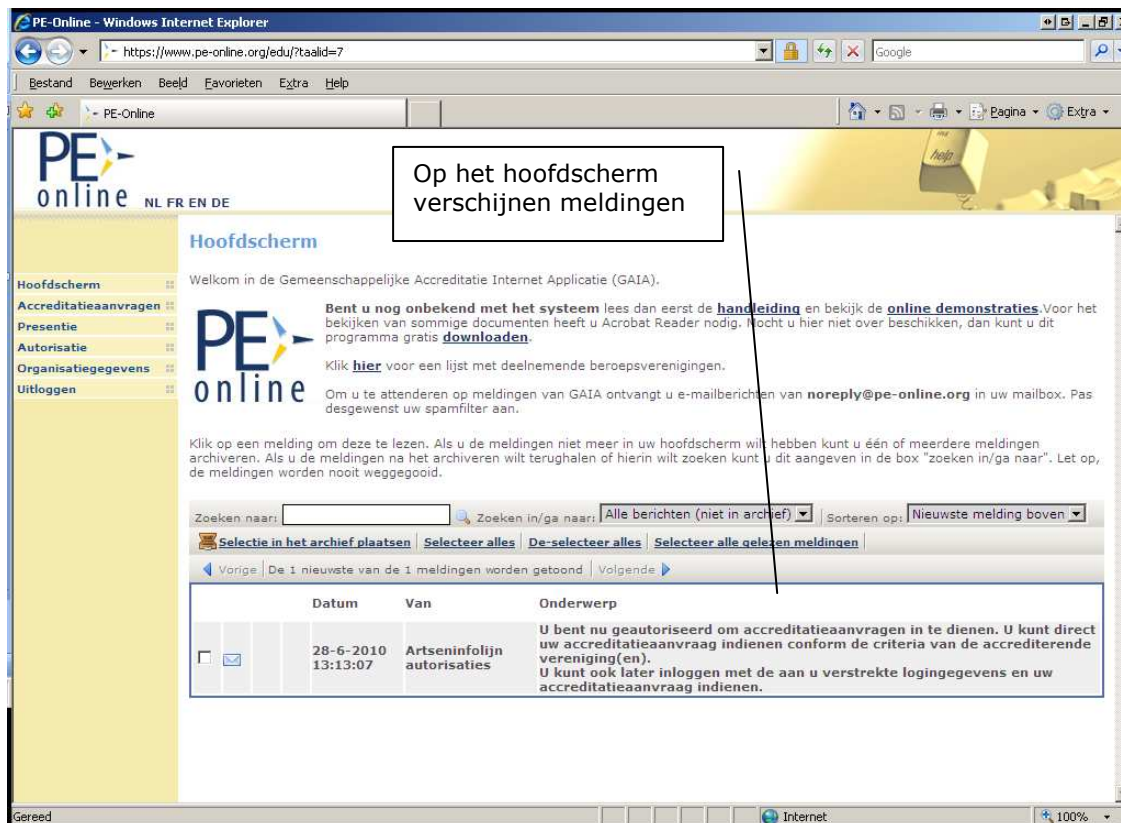 PE-Online - Windows Internet Explorer
https://www.pe-online.org/edu/?taalid=7
Google
Bestand Bewerken Beeld Favorieten Extra Help
PE-Online
Pagina
Extra
PE
online
NL FR EN DE
help
Op het hoofdscherm
verschijnen meldingen
Hoofdscherm
Accreditatieaanvragen
Presentie
Autorisatie
Organisatiegegevens
Uitloggen
Hoofdscherm
Welkom in de Gemeenschappelijke Accreditatie Internet Applicatie (GAIA).
PE
online
Bent u nog onbekend met het systeem lees dan eerst de handleiding en bekijk de online demonstraties.Voor het
bekijken van sommige documenten heeft u Acrobat Reader nodig. Mocht u hier niet over beschikken, dan kunt u dit
programma gratis downloaden.
Klik hier voor een lijst met deelnemende beroepsverenigingen.
Om u te attenderen op meldingen van GAIA ontvangt u e-mailberichten van noreply@pe-online.org in uw mailbox. Pas
desgewenst uw spamfilter aan.
Klik op een melding om deze te lezen. Als u de meldingen niet meer in uw hoofdscherm wilt hebben kunt u één of meerdere meldingen
archiveren. Als u de meldingen na het archiveren wilt terughalen of hierin wilt zoeken kunt u dit aangeven in de box "zoeken in/ga naar". Let op,
de meldingen worden nooit weggegooid.
Zoeken naar: Zoeken in/ga naar: Alle berichten (niet in archief) Sorteren op: Nieuwste melding boven
Selectie in het archief plaatsen Selecteer alles De-selecteer alles Selecteer alle gelezen meldingen
Vorige De 1 nieuwste van de 1 meldingen worden getoond Volgende
Datum Van Onderwerp
28-6-2010
13:13:07
Artseninfolijn
autorisaties
U bent nu geautoriseerd om accreditatieaanvragen in te dienen. U kunt direct
uw accreditatieaanvraag indienen conform de criteria van de accrediterende
vereniging(en).
U kunt ook later inloggen met de aan u verstrekte logingegevens en uw
accreditatieaanvraag indienen.
Gereed
Internet
100%